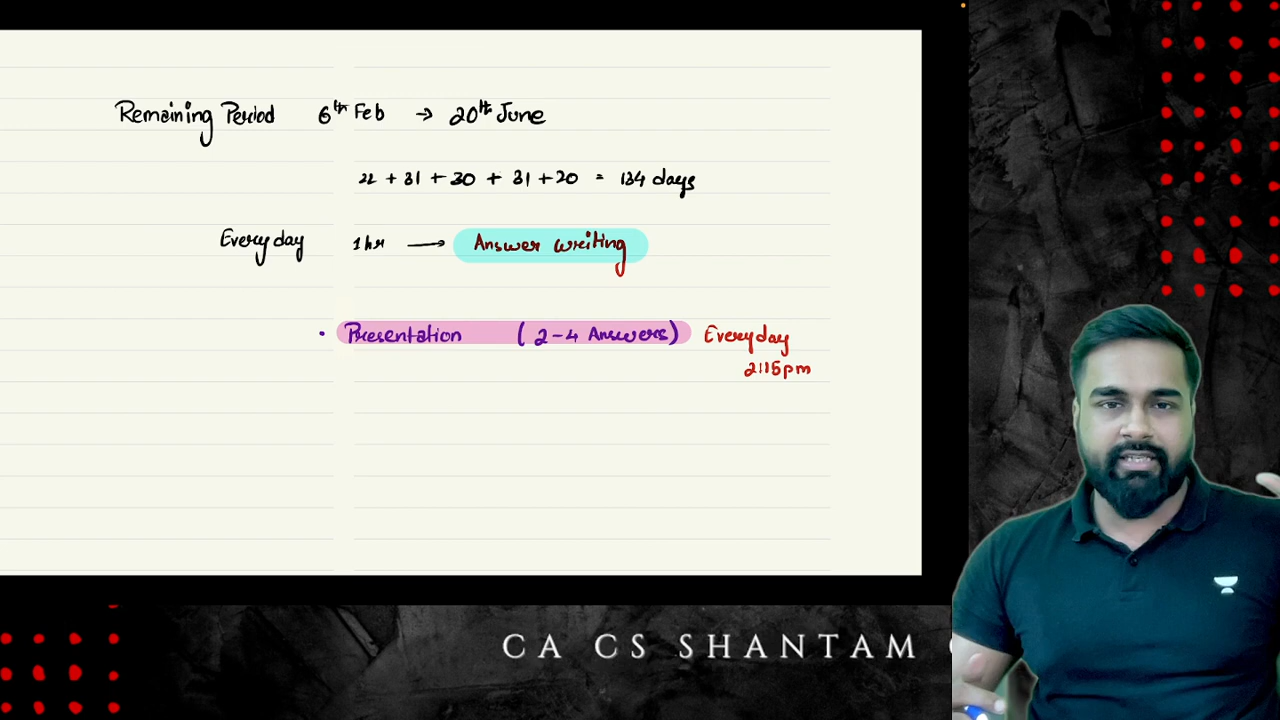 Remaining Period 6th Feb → 20th June
22 + 31 + 30 + 31 + 20 = 134 days
Everyday 1 hr → Answer writing
• Presentation (2-4 Answers) Everyday
2:15pm
CA CS SHANTAM